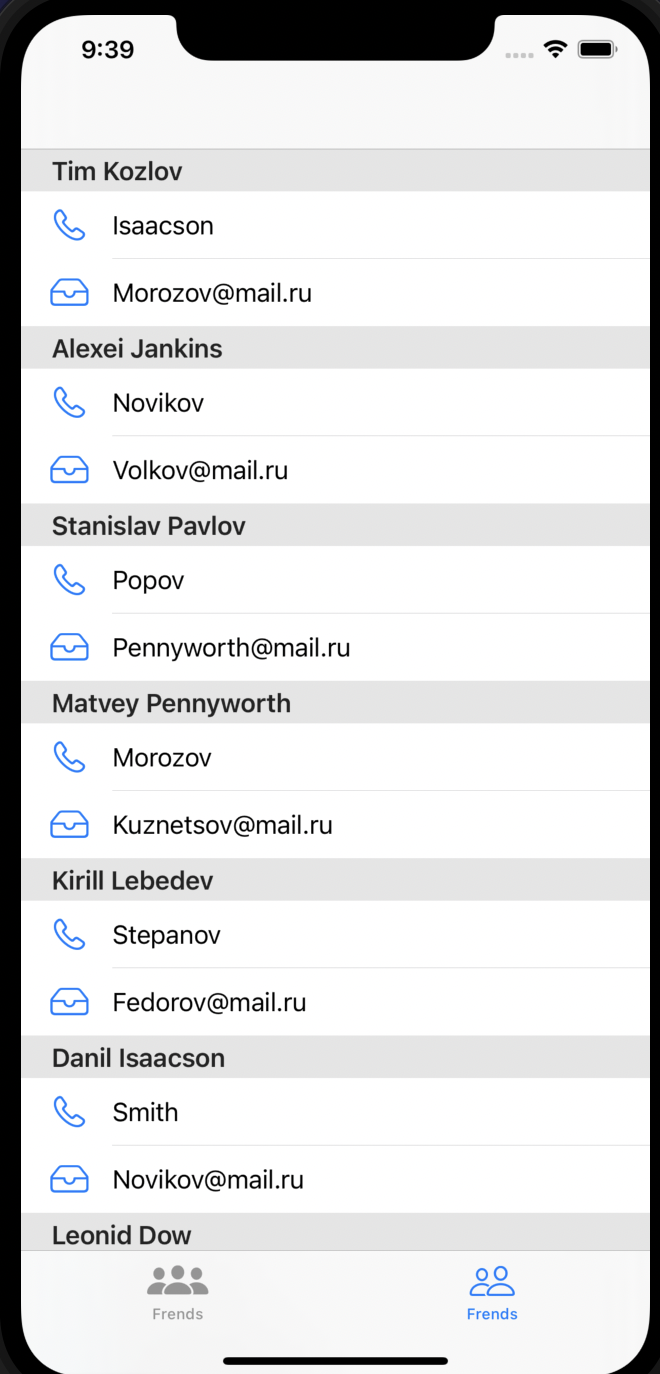 9:39
Tim Kozlov
Isaacson
Morozov@mail.ru
Alexei Jankins
Novikov
Volkov@mail.ru
Stanislav Pavlov
Popov
Pennyworth@mail.ru
Matvey Pennyworth
Morozov
Kuznetsov@mail.ru
Kirill Lebedev
Stepanov
Fedorov@mail.ru
Danil Isaacson
Smith
Novikov@mail.ru
Leonid Dow
Frends Frends